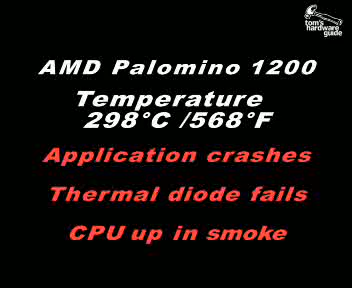 tom's
hardware
guide
AMD Palomino 1200
Temperature
298°C /568°F
Application crashes
Thermal diode fails
CPU up in smoke